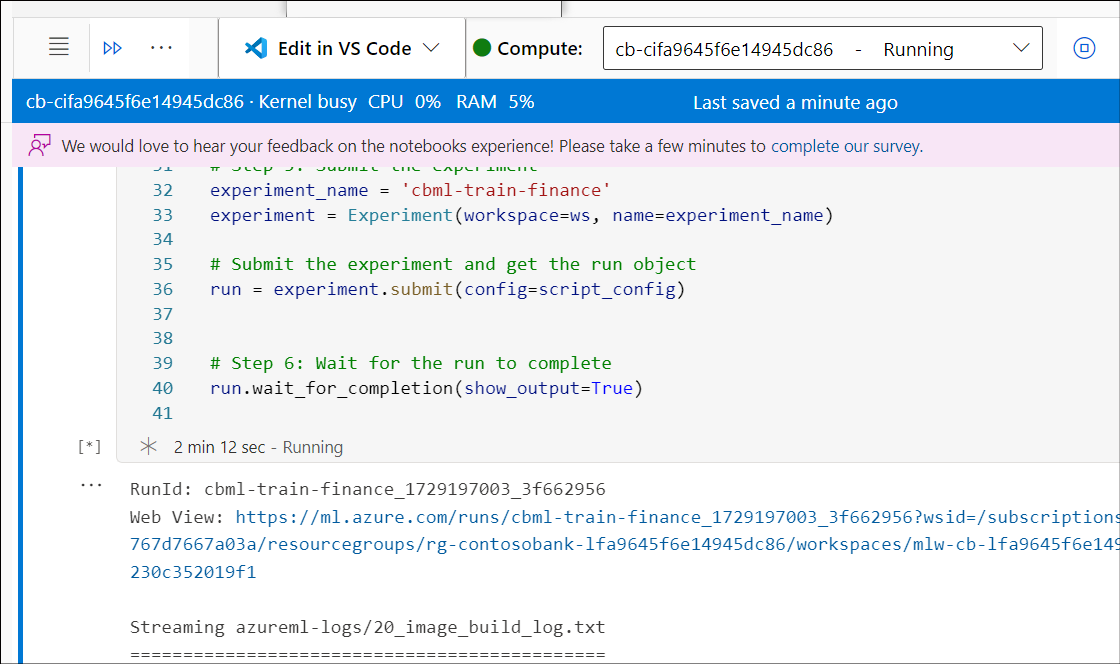 Edit in VS Code Compute: cb-cifa9645f6e14945dc86 - Running
cb-cifa9645f6e14945dc86 · Kernel busy CPU 0% RAM 5% Last saved a minute ago
We would love to hear your feedback on the notebooks experience! Please take a few minutes to complete our survey.
31 # Step 5: Submit the experiment
32 experiment_name = 'cbml-train-finance'
33 experiment = Experiment(workspace=ws, name=experiment_name)
34
35 # Submit the experiment and get the run object
36 run = experiment.submit(config=script_config)
37
38
39 # Step 6: Wait for the run to complete
40 run.wait_for_completion(show_output=True)
41
[*] 2 min 12 sec - Running
RunId: cbml-train-finance_1729197003_3f662956
Web View: https://ml.azure.com/runs/cbml-train-finance_1729197003_3f662956?wsid=/subscriptions
767d7667a03a/resourcegroups/rg-contosobank-lfa9645f6e14945dc86/workspaces/mlw-cb-lfa9645f6e149
230c352019f1
Streaming azureml-logs/20_image_build_log.txt
=============================================